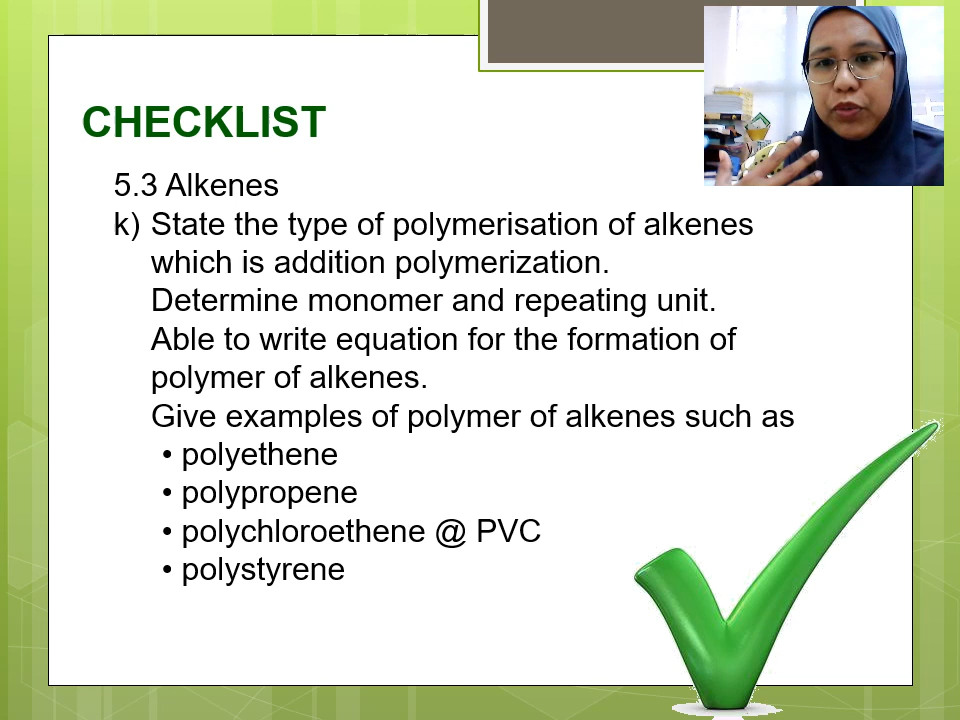 CHECKLIST
5.3 Alkenes
k) State the type of polymerisation of alkenes
which is addition polymerization.
Determine monomer and repeating unit.
Able to write equation for the formation of
polymer of alkenes.
Give examples of polymer of alkenes such as
• polyethene
• polypropene
• polychloroethene @ PVC
• polystyrene